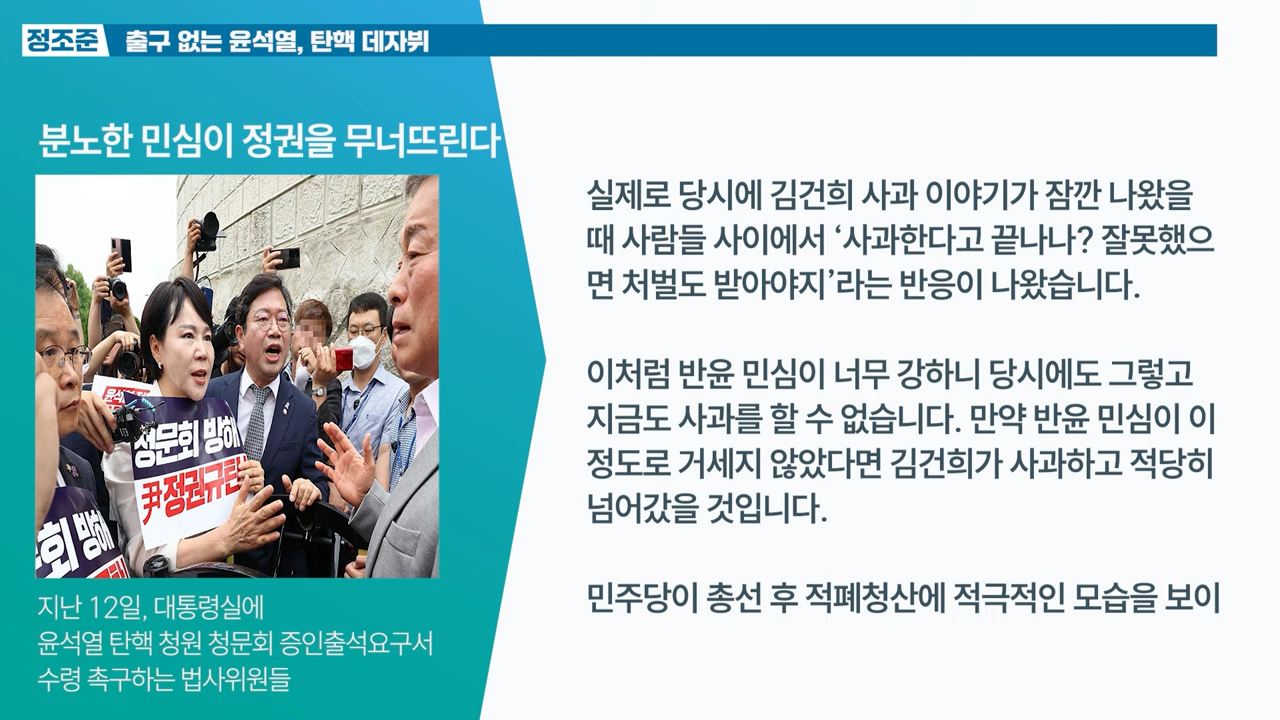 정조준
출구 없는 윤석열, 탄핵 데자뷔
분노한 민심이 정권을 무너뜨린다
청문회 방해
尹정권규탄
회 방해
지난 12일, 대통령실에
윤석열 탄핵 청원 청문회 증인출석요구서
수령 촉구하는 법사위원들
실제로 당시에 김건희 사과 이야기가 잠깐 나왔을
때 사람들 사이에서 ‘사과한다고 끝나나? 잘못했으
면 처벌도 받아야지’라는 반응이 나왔습니다.
이처럼 반윤 민심이 너무 강하니 당시에도 그렇고
지금도 사과를 할 수 없습니다. 만약 반윤 민심이 이
정도로 거세지 않았다면 김건희가 사과하고 적당히
넘어갔을 것입니다.
민주당이 총선 후 적폐청산에 적극적인 모습을 보이